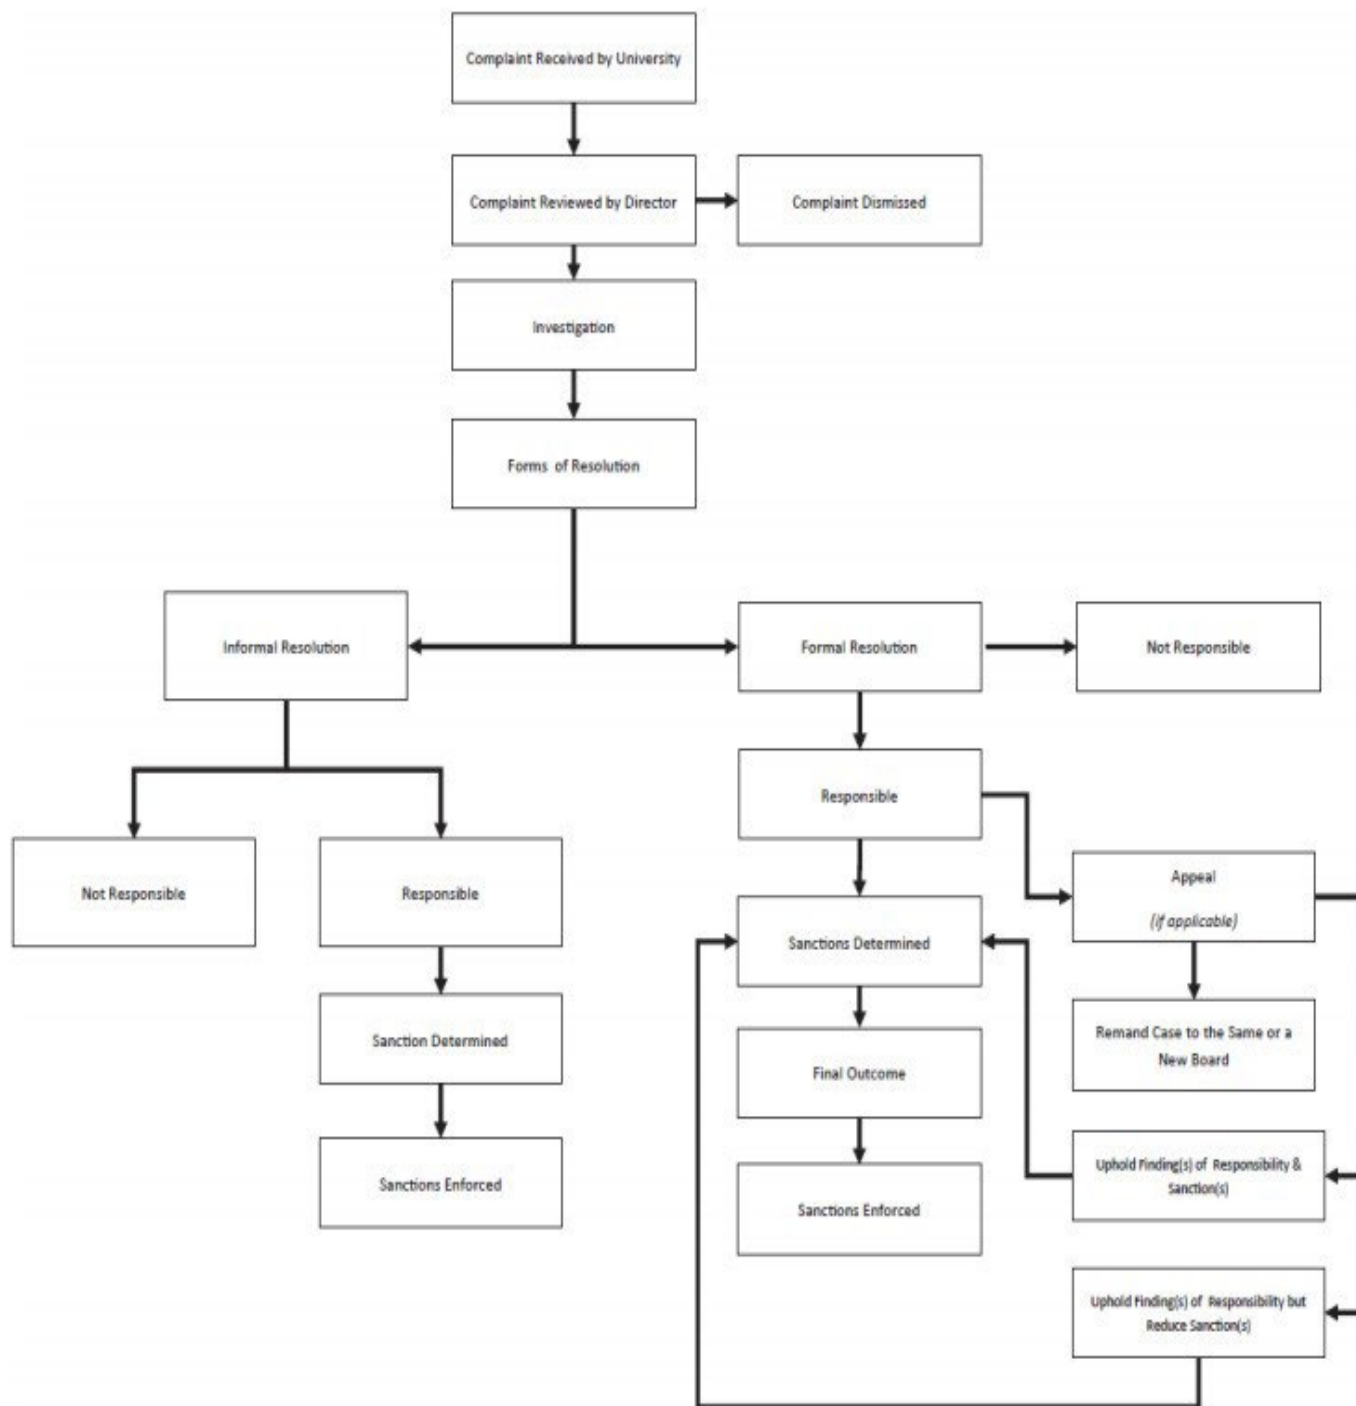 Complaint Received by University
Complaint Reviewed by Director
Complaint Dismissed
Investigation
Forms of Resolution
Informal Resolution
Formal Resolution
Not Responsible
Responsible
Not Responsible
Responsible
Appeal
(if applicable)
Sanctions Determined
Remand Case to the Same or a
New Board
Sanction Determined
Final Outcome
Uphold Finding(s) of Responsibility &
Sanction(s)
Sanctions Enforced
Sanctions Enforced
Uphold Finding(s) of Responsibility but
Reduce Sanction(s)